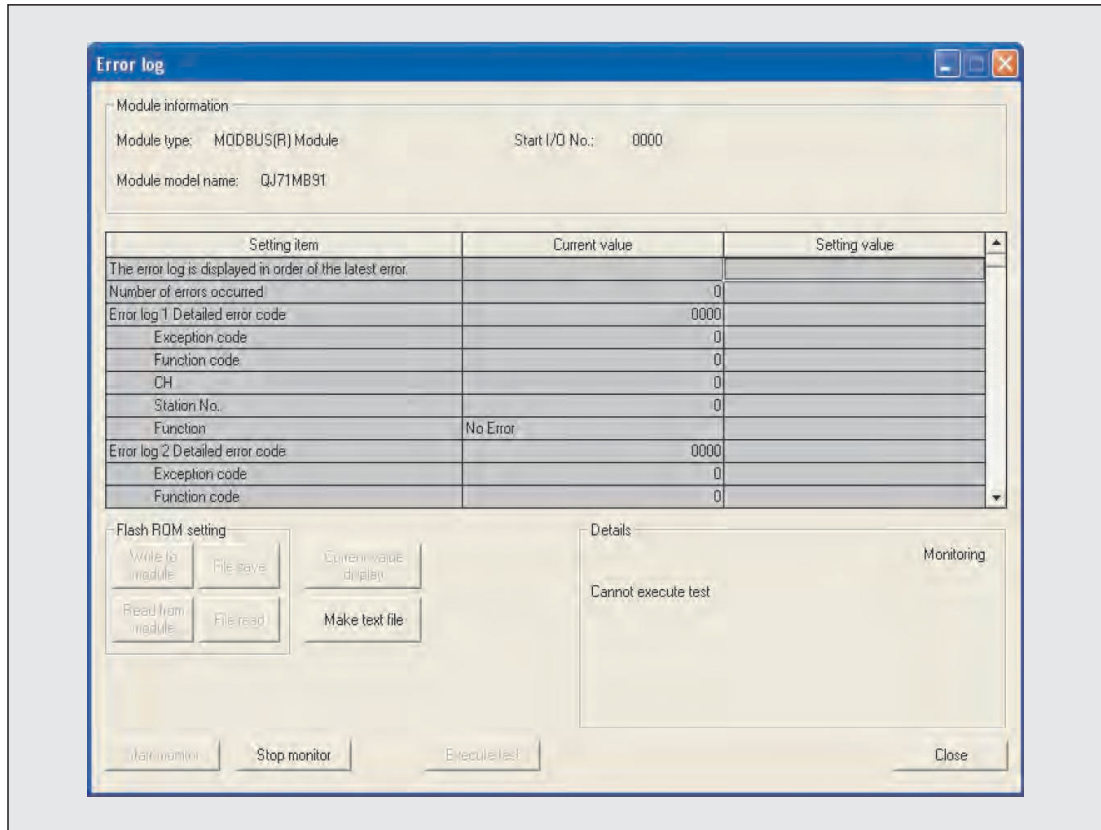 Error log
Module information
Module type: MODBUS(R) Module Start I/O No.: 0000
Module model name: QJ71MB91
Setting item Current value Setting value
The error log is displayed in order of the latest error.
Number of errors occurred 0
Error log 1 Detailed error code 0000
Exception code 0
Function code 0
CH 0
Station No. 0
Function No Error
Error log 2 Detailed error code 0000
Exception code 0
Function code 0
Flash ROM setting
Write to module
File save
Current value display
Read from module
File read
Make text file
Details
Monitoring
Cannot execute test
Start monitor Stop monitor Execute test Close